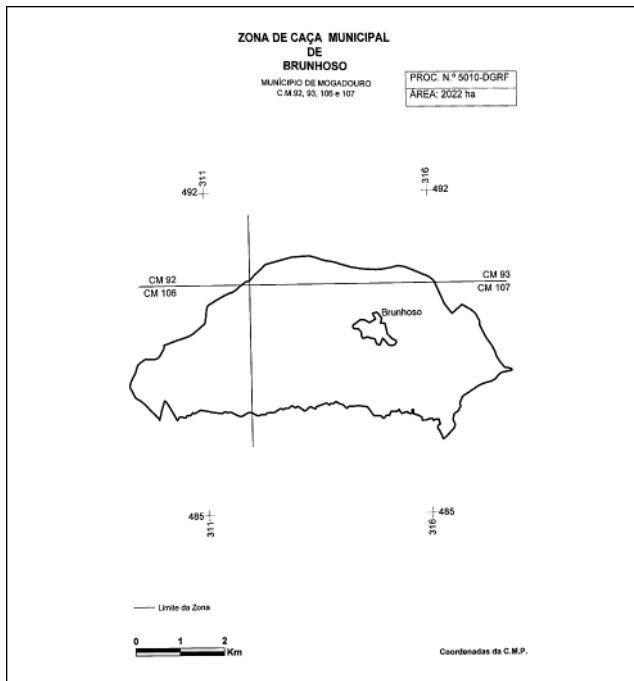 ZONA DE CAÇA MUNICIPAL
DE
BRUNHOSO
MUNÍCIPIO DE MOGADOURO
C.M.92, 93, 106 e 107
PROC. N.º 5010-DGRF
ÁREA: 2022 ha
311
492
316
492
CM 92
CM 93
CM 106
CM 107
Brunhoso
485
311
485
316
Limite da Zona
0 1 2
Km
Coordenadas da C.M.P.